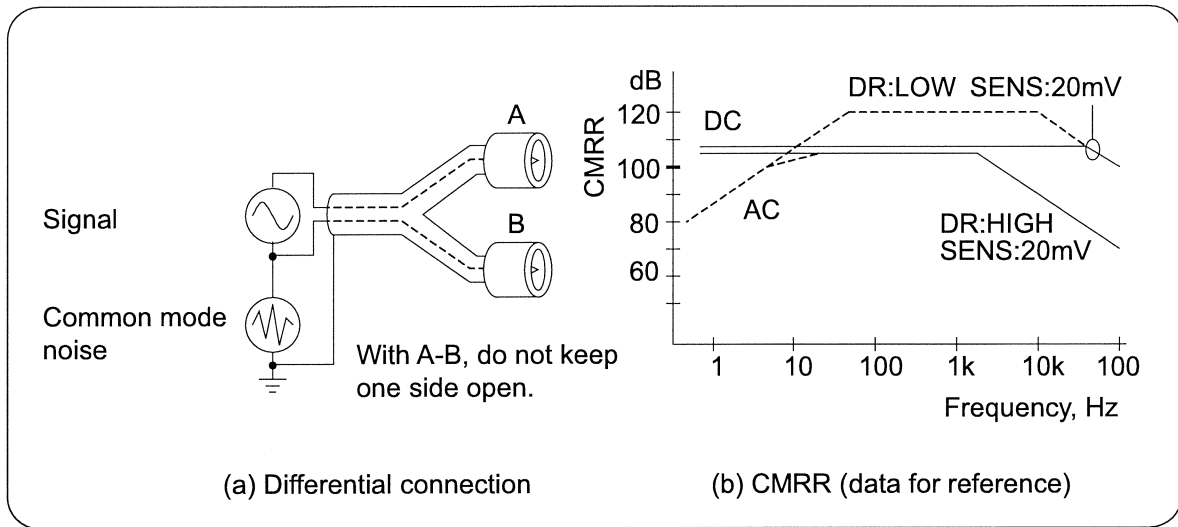 A
B
Signal
Common mode
noise
With A-B, do not keep
one side open.
(a) Differential connection
dB
CMRR
120
100
80
60
DR:LOW SENS:20mV
DC
AC
DR:HIGH
SENS:20mV
1 10 100 1k 10k 100
Frequency, Hz
(b) CMRR (data for reference)